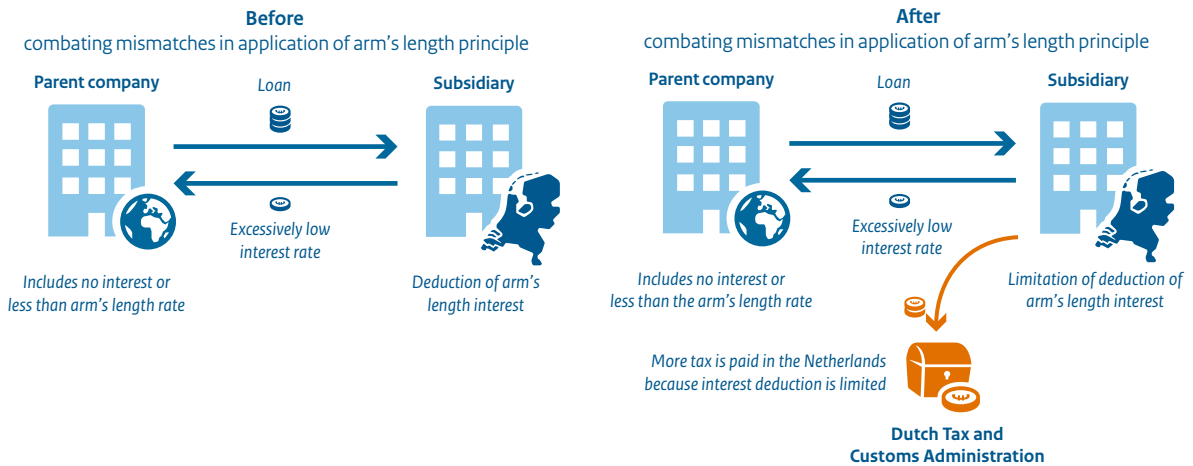 Before
combating mismatches in application of arm's length principle
Parent company
Loan
Subsidiary
Excessively low
interest rate
Includes no interest or
less than arm's length rate
Deduction of arm's
length interest
After
combating mismatches in application of arm's length principle
Parent company
Loan
Subsidiary
Excessively low
interest rate
Includes no interest or
less than the arm's length rate
Limitation of deduction of
arm's length interest
More tax is paid in the Netherlands
because interest deduction is limited
Dutch Tax and
Customs Administration